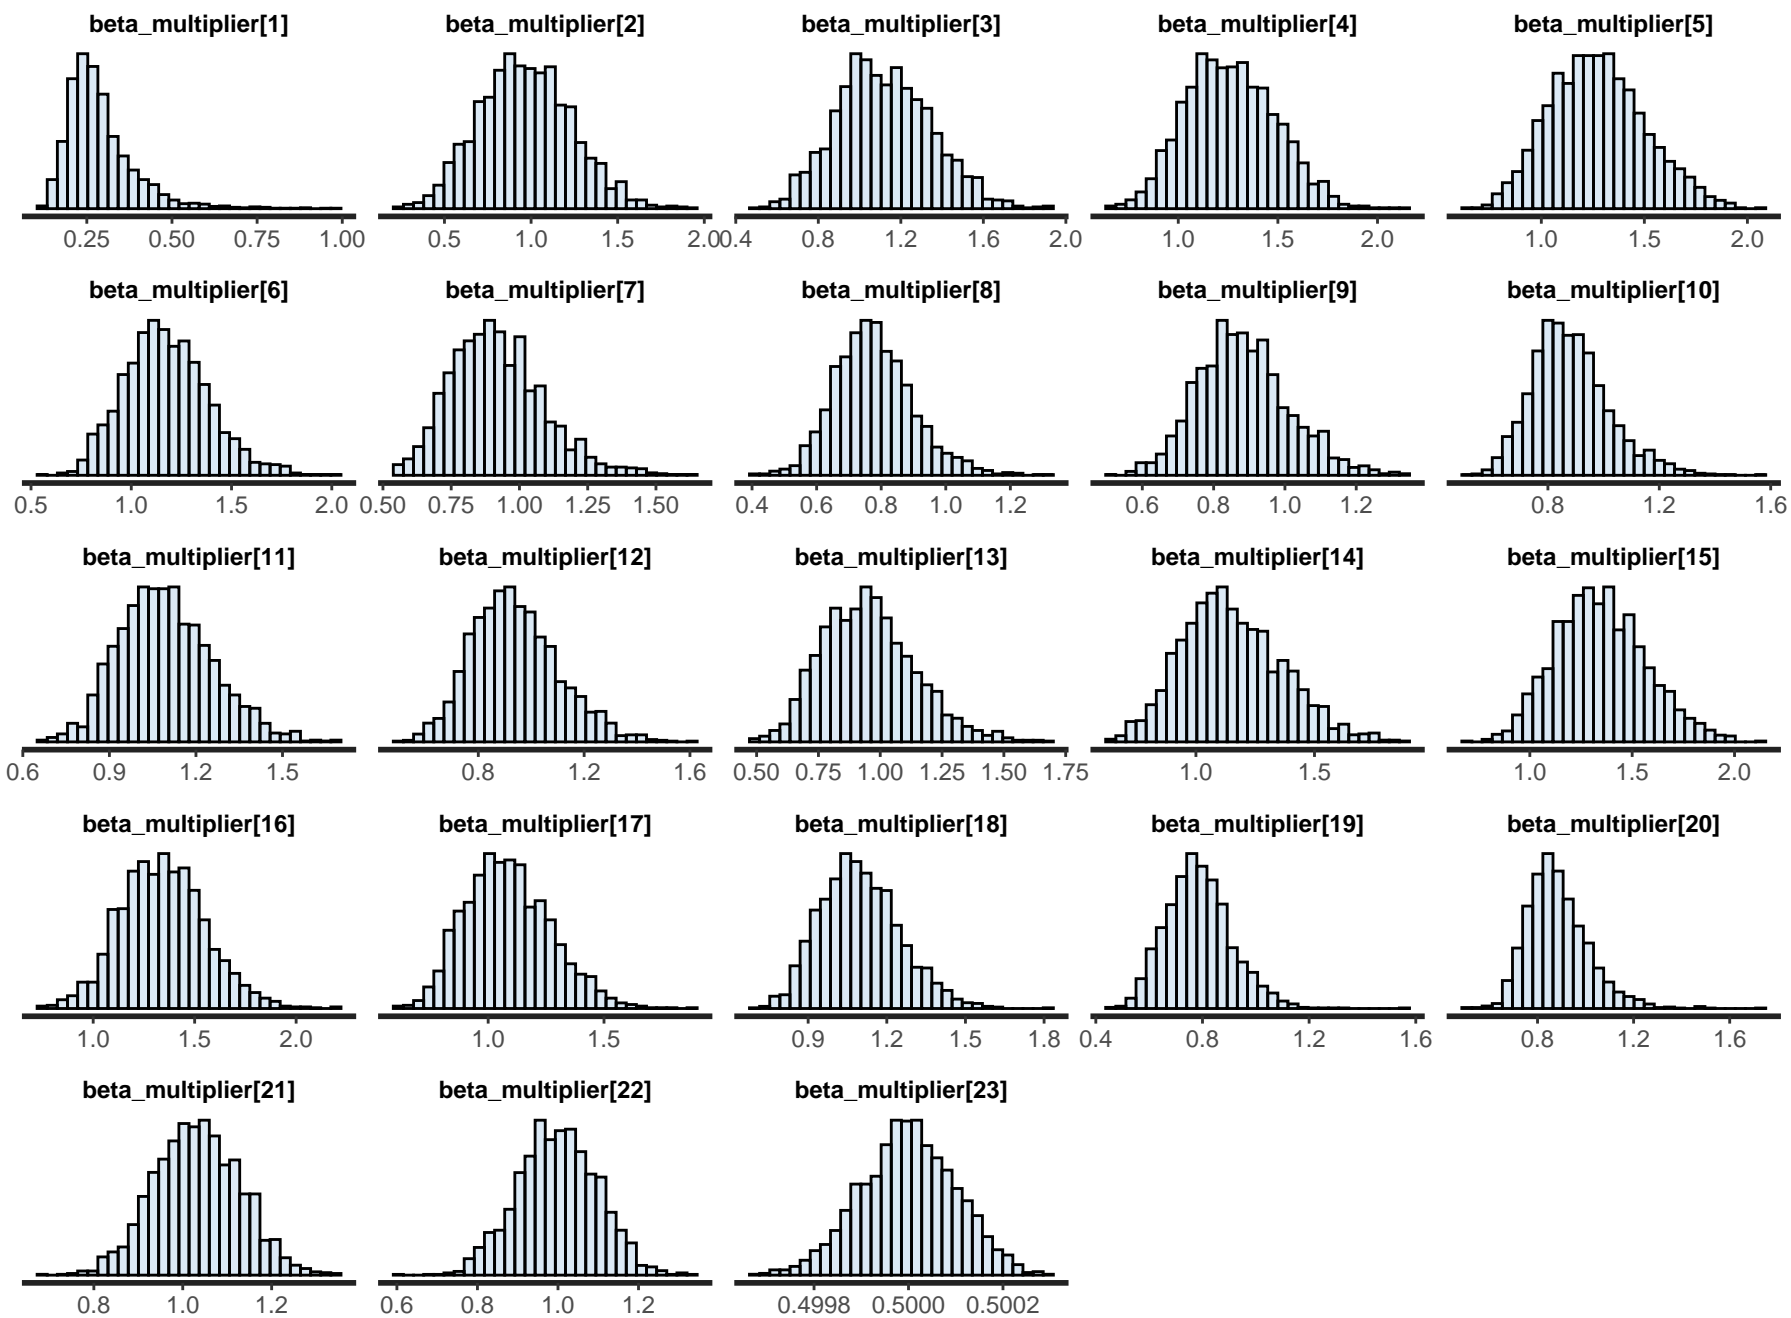 beta_multiplier[1] beta_multiplier[2] beta_multiplier[3] beta_multiplier[4] beta_multiplier[5]
0.25 0.50 0.75 1.00 0.5 1.0 1.5 2.0 0.4 0.8 1.2 1.6 2.0 1.0 1.5 2.0 1.0 1.5 2.0
beta_multiplier[6] beta_multiplier[7] beta_multiplier[8] beta_multiplier[9] beta_multiplier[10]
0.5 1.0 1.5 2.0 0.50 0.75 1.00 1.25 1.50 0.4 0.6 0.8 1.0 1.2 0.6 0.8 1.0 1.2 0.8 1.2 1.6
beta_multiplier[11] beta_multiplier[12] beta_multiplier[13] beta_multiplier[14] beta_multiplier[15]
0.6 0.9 1.2 1.5 0.8 1.2 1.6 0.50 0.75 1.00 1.25 1.50 1.75 1.0 1.5 1.0 1.5 2.0
beta_multiplier[16] beta_multiplier[17] beta_multiplier[18] beta_multiplier[19] beta_multiplier[20]
1.0 1.5 2.0 1.0 1.5 0.9 1.2 1.5 1.8 0.4 0.8 1.2 1.6 0.8 1.2 1.6
beta_multiplier[21] beta_multiplier[22] beta_multiplier[23]
0.8 1.0 1.2 0.6 0.8 1.0 1.2 0.4998 0.5000 0.5002